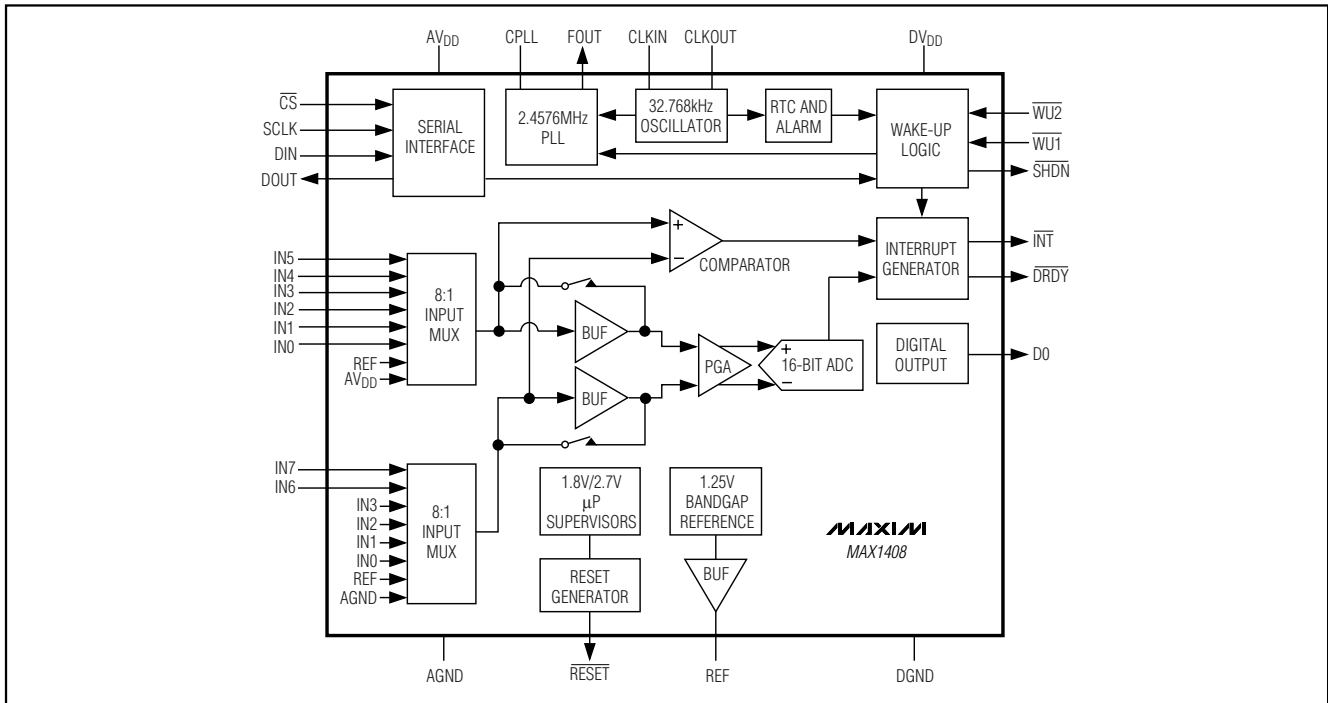 AVDD
CPLL
FOUT
CLKIN
CLKOUT
DVDD
CS
SCLK
DIN
DOUT
SERIAL
INTERFACE
2.4576MHz
PLL
32.768kHz
OSCILLATOR
RTC AND
ALARM
WAKE-UP
LOGIC
WU2
WU1
SHDN
+
−
COMPARATOR
INTERRUPT
GENERATOR
INT
DRDY
IN5
IN4
IN3
IN2
IN1
IN0
REF
AVDD
8:1
INPUT
MUX
BUF
BUF
PGA
+
16-BIT ADC
−
DIGITAL
OUTPUT
D0
IN7
IN6
IN3
IN2
IN1
IN0
REF
AGND
8:1
INPUT
MUX
1.8V/2.7V
μP
SUPERVISORS
RESET
GENERATOR
1.25V
BANDGAP
REFERENCE
BUF
MAXIM
MAX1408
AGND
RESET
REF
DGND